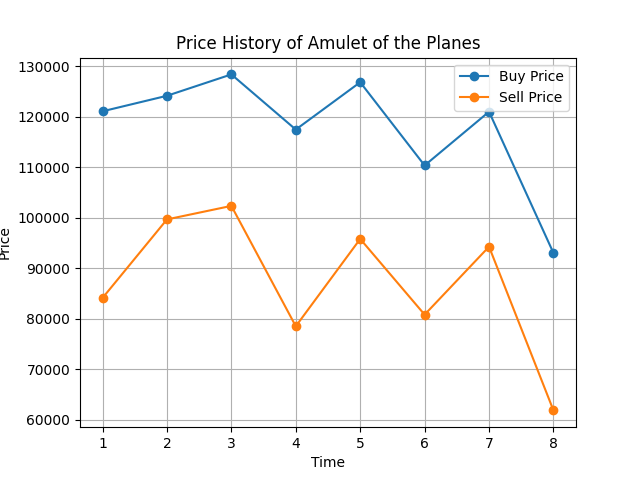 Price History of Amulet of the Planes
Buy Price
Sell Price
130000
120000
110000
100000
90000
80000
70000
60000
Price
1 2 3 4 5 6 7 8
Time